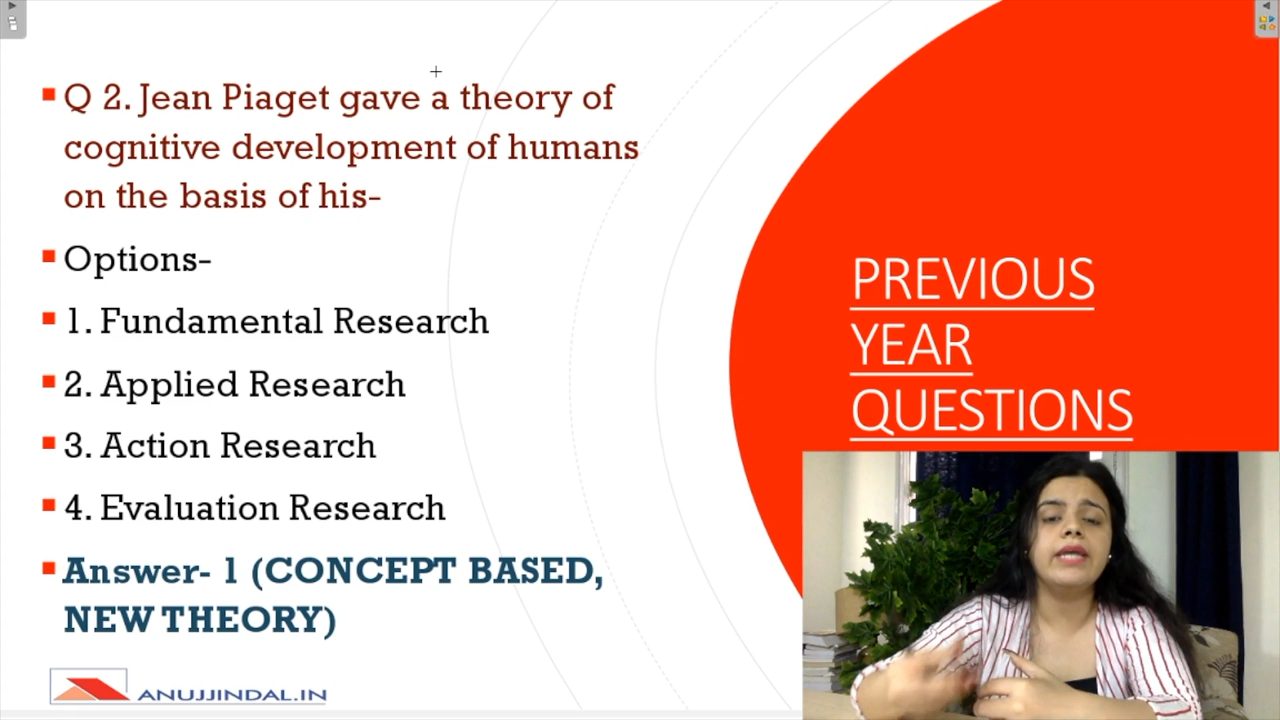 Q 2. Jean Piaget gave a theory of
cognitive development of humans
on the basis of his-
Options-
1. Fundamental Research
2. Applied Research
3. Action Research
4. Evaluation Research
Answer- 1 (CONCEPT BASED,
NEW THEORY)
PREVIOUS
YEAR
QUESTIONS
ANUJJINDAL.IN